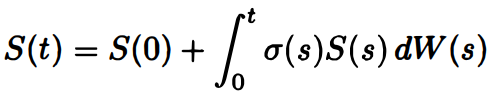 S(t) = S(0) + ∫₀ᵗ σ(s)S(s) dW(s)